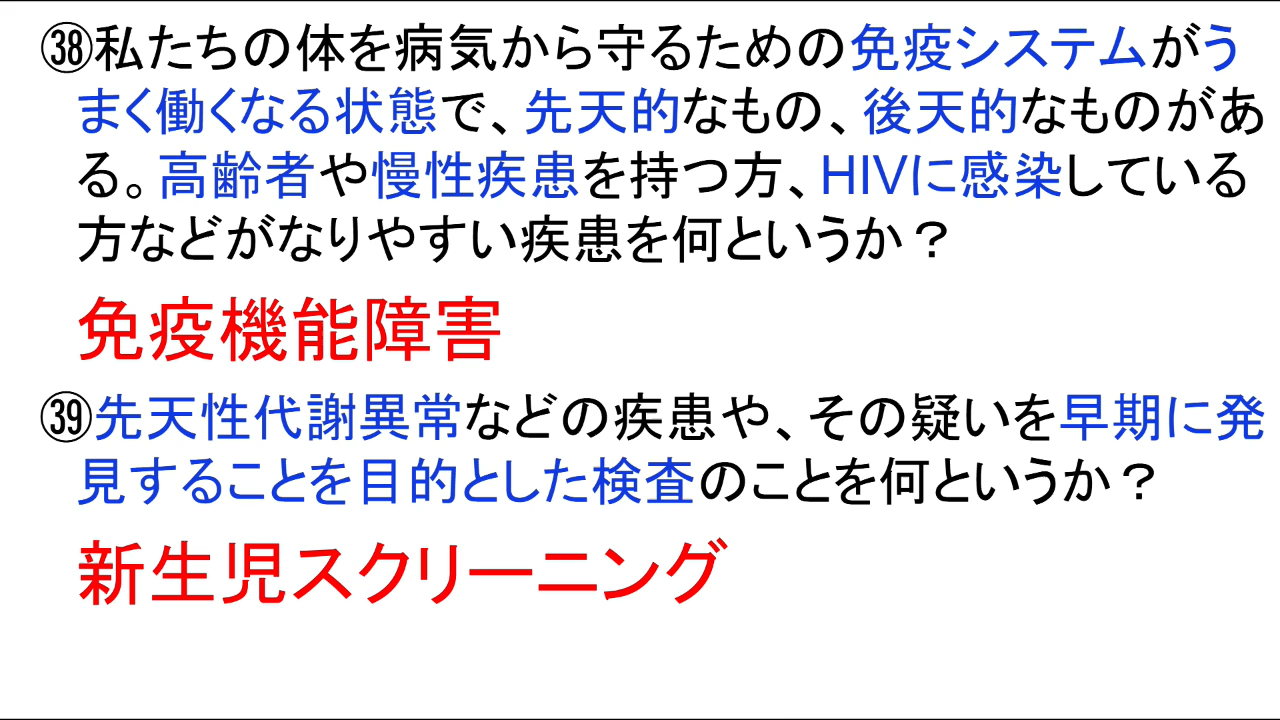 ㊳私たちの体を病気から守るための免疫システムがう
まく働くなる状態で、先天的なもの、後天的なものがあ
る。高齢者や慢性疾患を持つ方、HIVに感染している
方などがなりやすい疾患を何というか？
免疫機能障害
㊴先天性代謝異常などの疾患や、その疑いを早期に発
見することを目的とした検査のことを何というか？
新生児スクリーニング